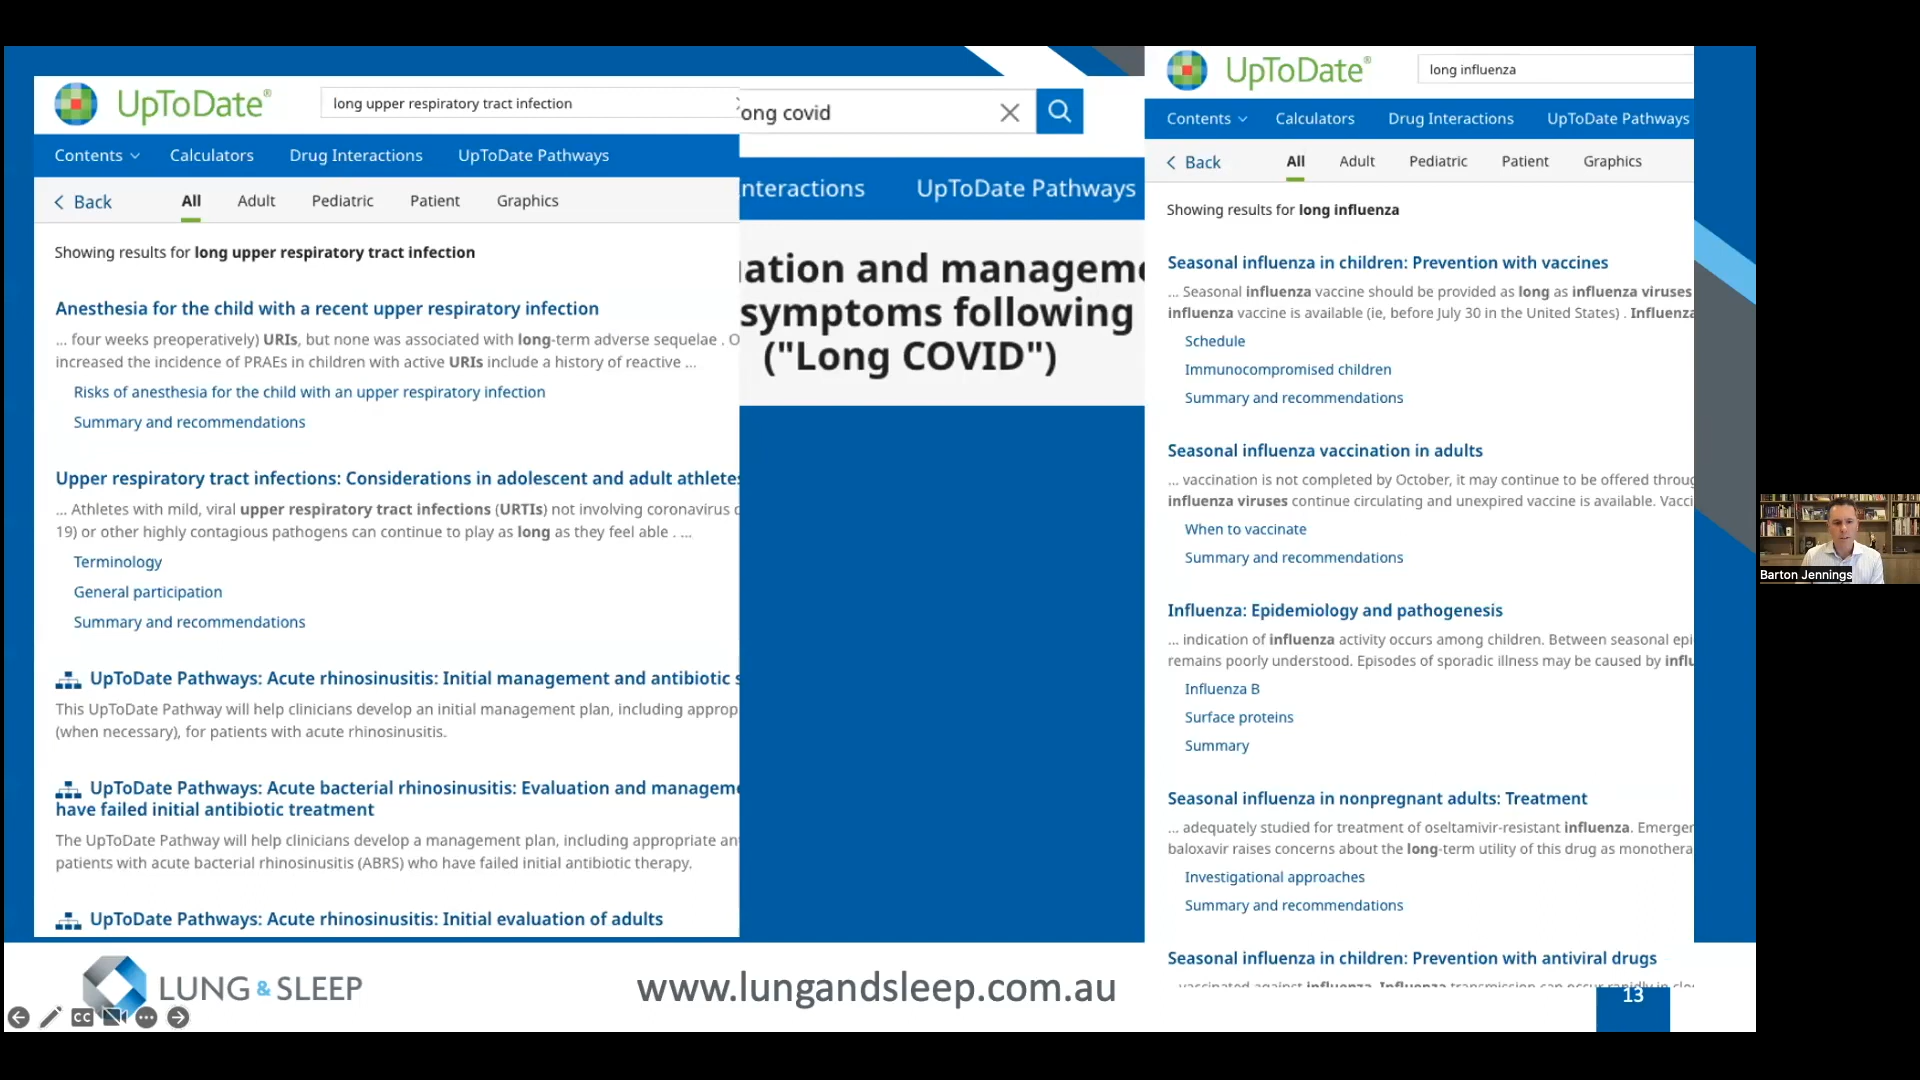 UpToDate®
long upper respiratory tract infection
Contents
Calculators
Drug Interactions
UpToDate Pathways
Back
All
Adult
Pediatric
Patient
Graphics
Showing results for long upper respiratory tract infection
Anesthesia for the child with a recent upper respiratory infection
... four weeks preoperatively) URIs, but none was associated with long-term adverse sequelae . O
increased the incidence of PRAEs in children with active URIs include a history of reactive ...
Risks of anesthesia for the child with an upper respiratory infection
Summary and recommendations
Upper respiratory tract infections: Considerations in adolescent and adult athletes
... Athletes with mild, viral upper respiratory tract infections (URTIs) not involving coronavirus
19) or other highly contagious pathogens can continue to play as long as they feel able . ...
Terminology
General participation
Summary and recommendations
UpToDate Pathways: Acute rhinosinusitis: Initial management and antibiotic s
This UpToDate Pathway will help clinicians develop an initial management plan, including approp
(when necessary), for patients with acute rhinosinusitis.
UpToDate Pathways: Acute bacterial rhinosinusitis: Evaluation and manageme
have failed initial antibiotic treatment
The UpToDate Pathway will help clinicians develop a management plan, including appropriate an
patients with acute bacterial rhinosinusitis (ABRS) who have failed initial antibiotic therapy.
UpToDate Pathways: Acute rhinosinusitis: Initial evaluation of adults
ong covid
nteractions
UpToDate Pathways
ation and manageme
symptoms following
("Long COVID")
UpToDate®
long influenza
Contents
Calculators
Drug Interactions
UpToDate Pathways
Back
All
Adult
Pediatric
Patient
Graphics
Showing results for long influenza
Seasonal influenza in children: Prevention with vaccines
... Seasonal influenza vaccine should be provided as long as influenza viruses
influenza vaccine is available (ie, before July 30 in the United States) . Influenza
Schedule
Immunocompromised children
Summary and recommendations
Seasonal influenza vaccination in adults
... vaccination is not completed by October, it may continue to be offered throug
influenza viruses continue circulating and unexpired vaccine is available. Vacci
When to vaccinate
Summary and recommendations
Influenza: Epidemiology and pathogenesis
... indication of influenza activity occurs among children. Between seasonal epi
remains poorly understood. Episodes of sporadic illness may be caused by influ
Influenza B
Surface proteins
Summary
Seasonal influenza in nonpregnant adults: Treatment
... adequately studied for treatment of oseltamivir-resistant influenza. Emerger
baloxavir raises concerns about the long-term utility of this drug as monothera
Investigational approaches
Summary and recommendations
Seasonal influenza in children: Prevention with antiviral drugs
LUNG & SLEEP
www.lungandsleep.com.au
13
CC
Barton Jennings